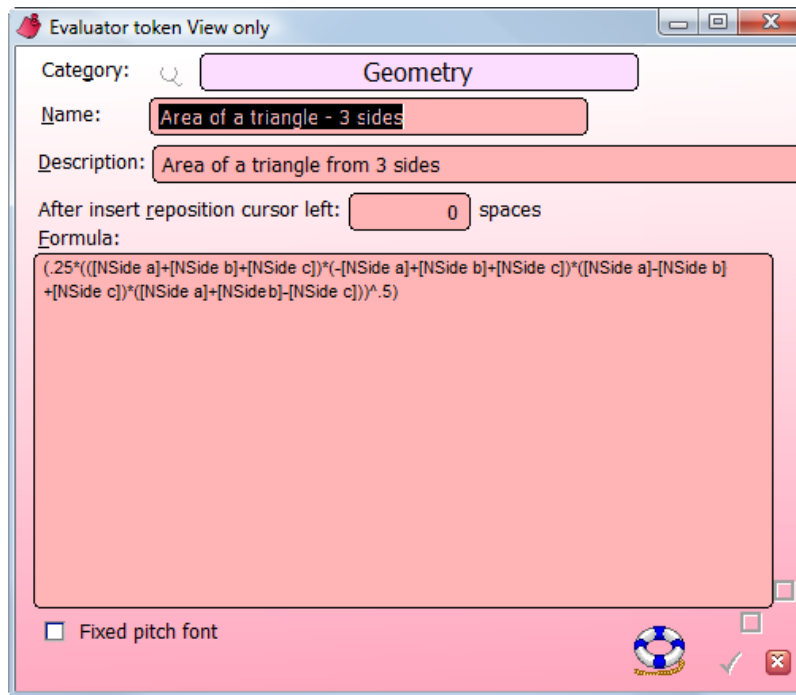 Evaluator token View only
Category: Geometry
Name: Area of a triangle - 3 sides
Description: Area of a triangle from 3 sides
After insert reposition cursor left: 0 spaces
Formula:
(.25*(([NSide a]+[NSide b]+[NSide c])*(-[NSide a]+[NSide b]+[NSide c])*([NSide a]-[NSide b]
+[NSide c])*([NSide a]+[NSideb]-[NSide c]))^.5)
Fixed pitch font